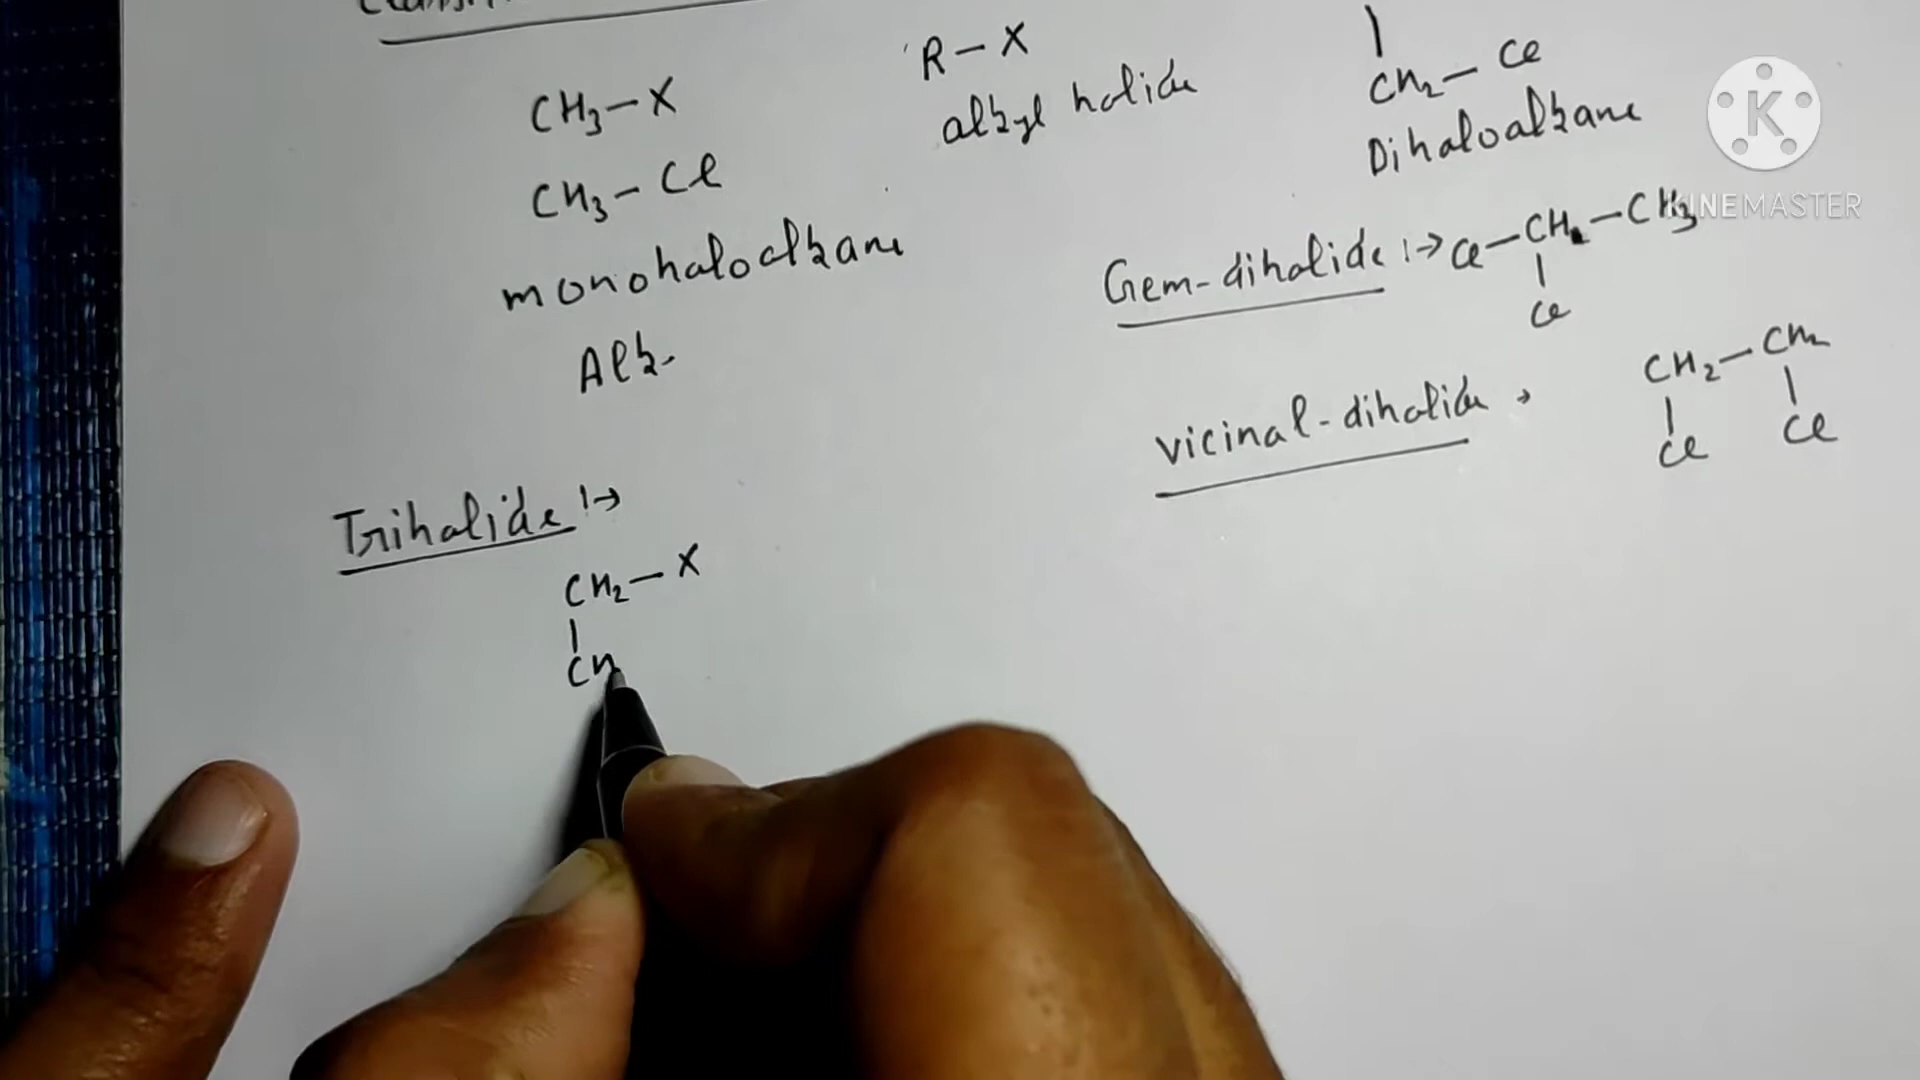 R-X
CH3-X
alkyl halide
CH2-Cl
Dihaloalkane
CH3-Cl
monohaloalkane
Alk.
Gem-dihalide :→ Cl-CH-CH3
Cl
vicinal-dihalide → CH2-CH2
Cl Cl
Trihalide :→
CH2-X
CH
K
KINEMASTER